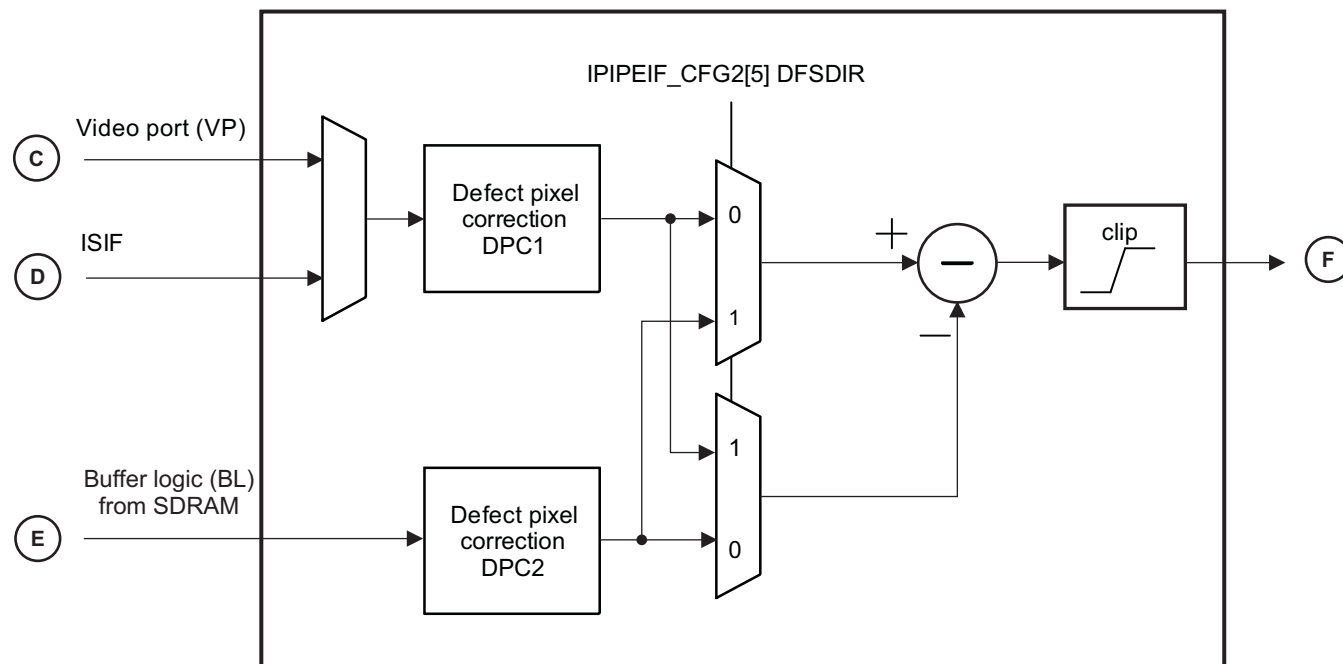 IPIPEIF_CFG2[5] DFSDIR
Video port (VP)
C
Defect pixel
correction
DPC1
0
+
−
clip
F
ISIF
D
1
−
Buffer logic (BL)
from SDRAM
E
Defect pixel
correction
DPC2
1
0